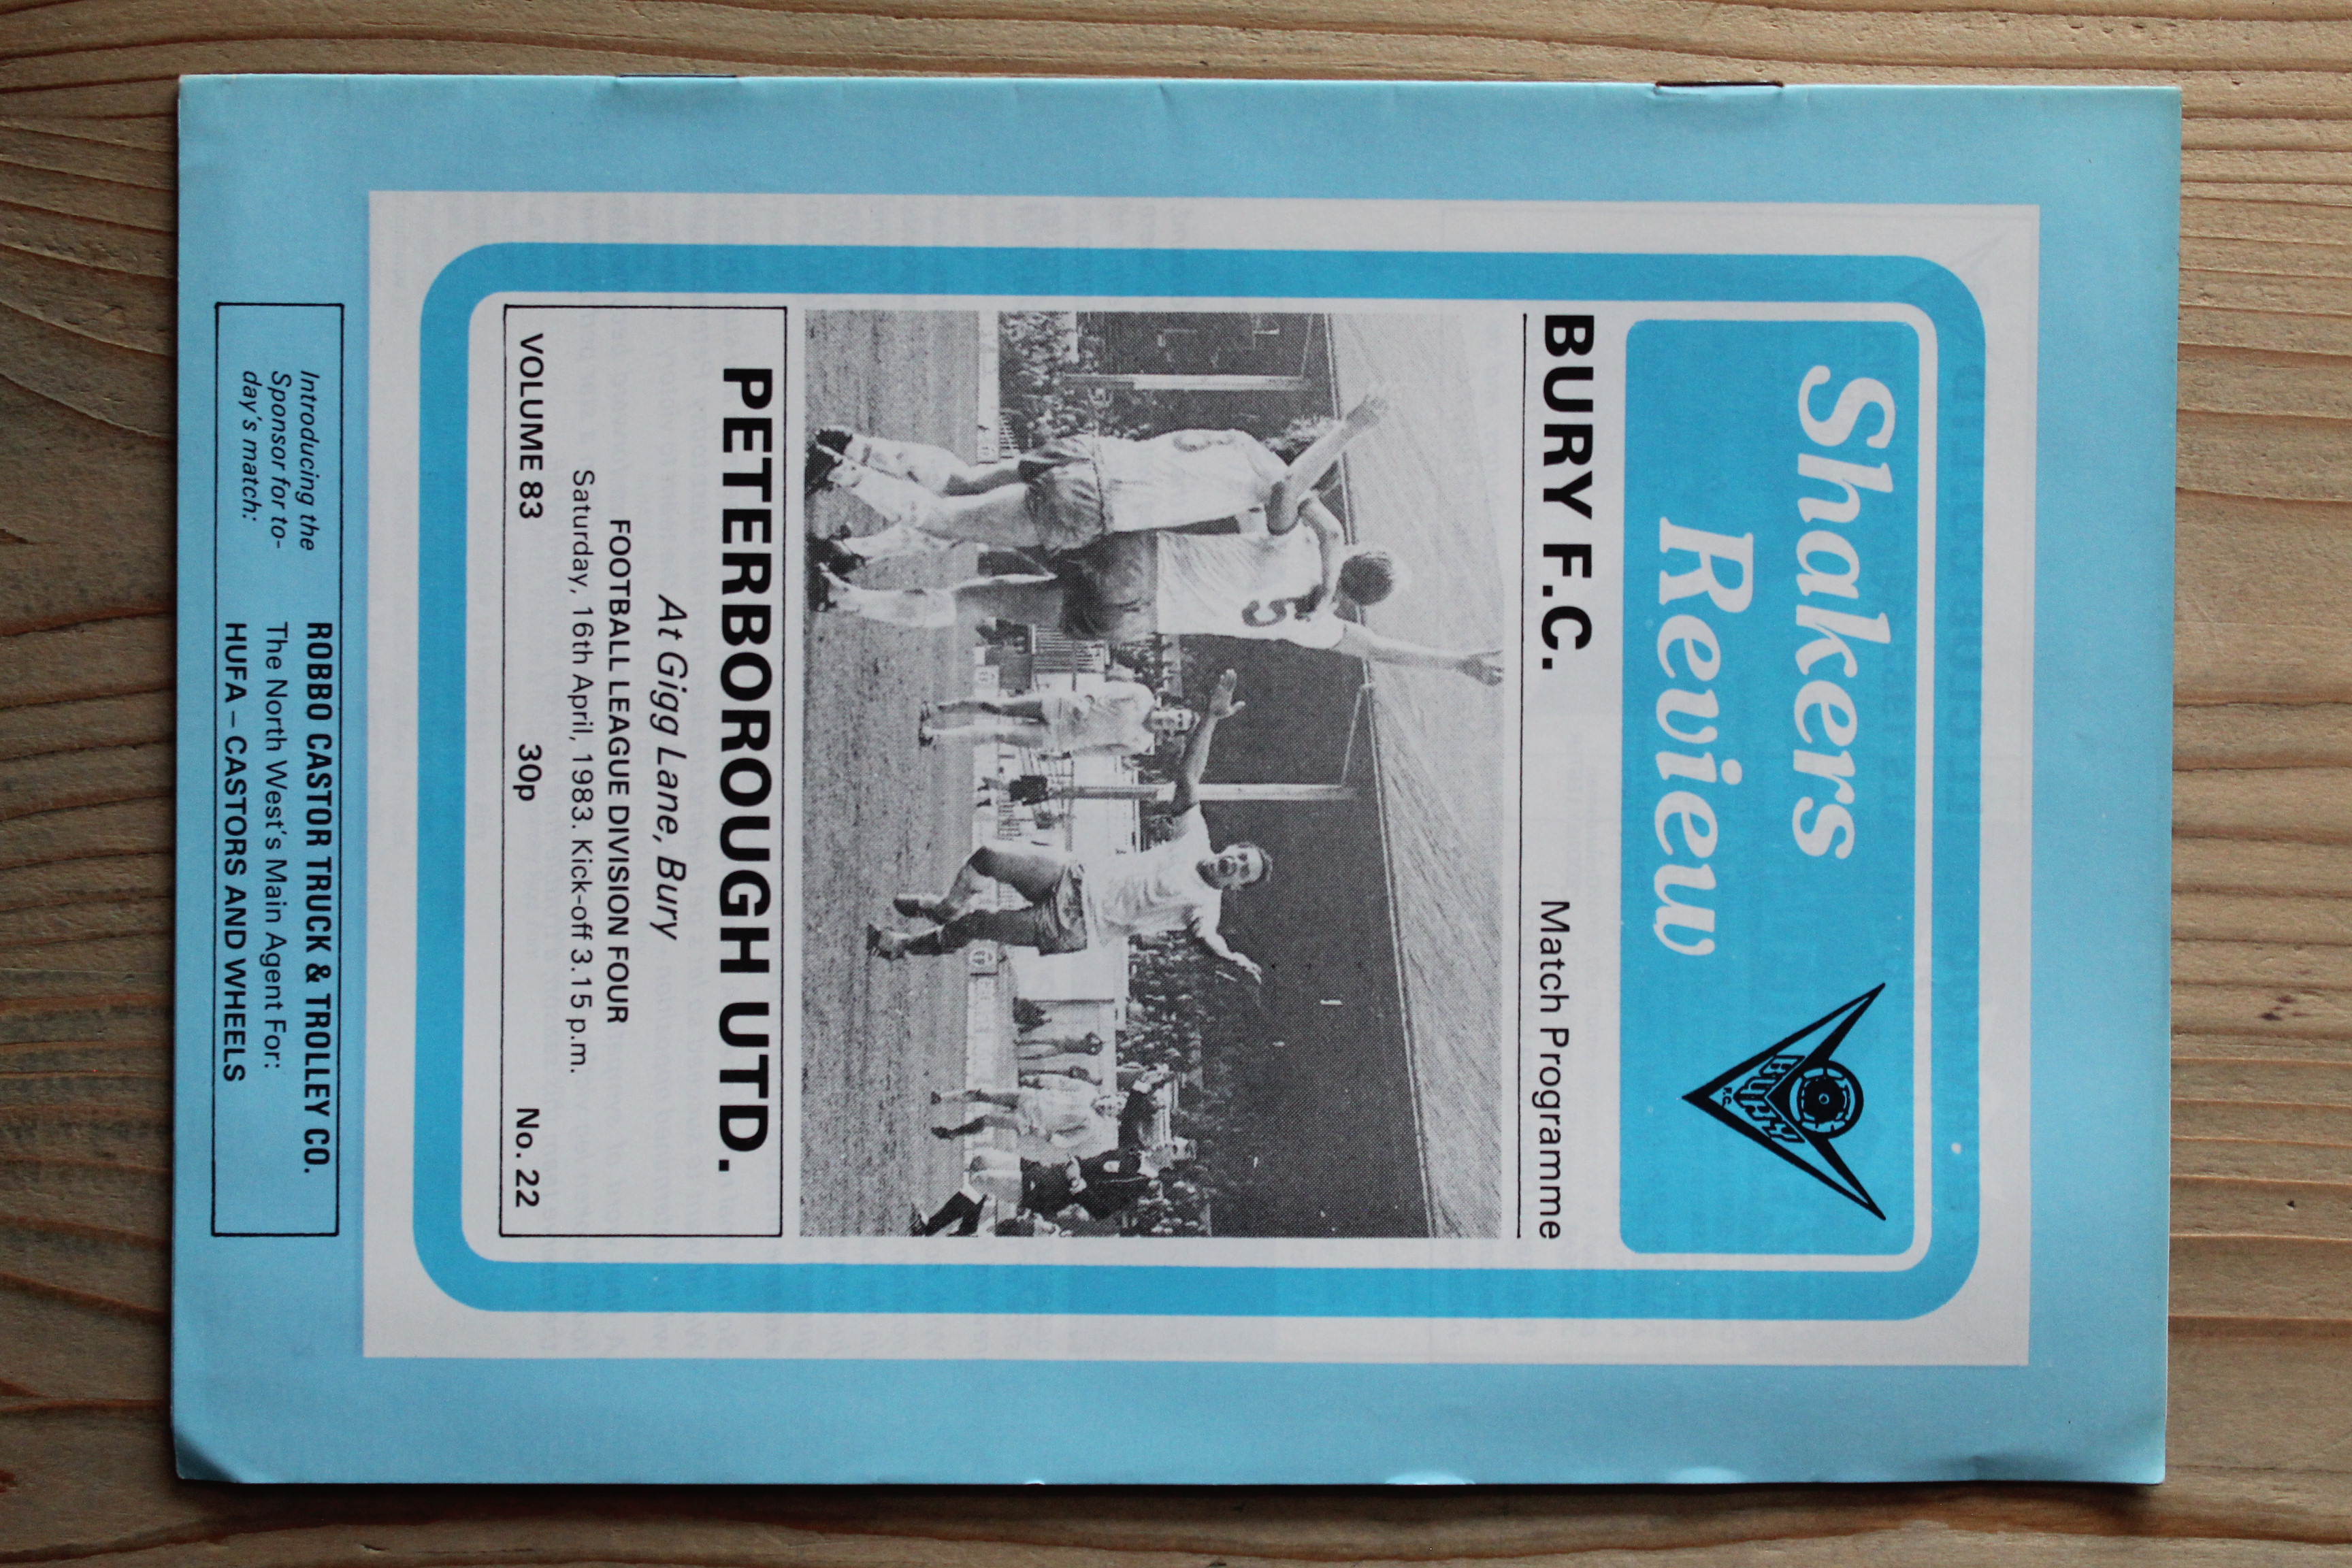 Shakers
Review
BURY
F.C.
BURY F.C.
Match Programme
5
PETERBOROUGH UTD.
At Gigg Lane, Bury
FOOTBALL LEAGUE DIVISION FOUR
Saturday, 16th April, 1983. Kick-off 3.15 p.m.
VOLUME 83
30p
No. 22
Introducing the
Sponsor for to-
day's match:
ROBBO CASTOR TRUCK & TROLLEY CO.
The North West's Main Agent For:
HUFA – CASTORS AND WHEELS